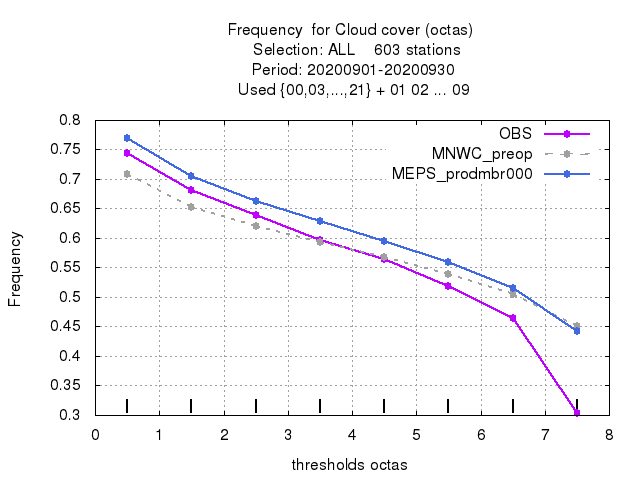 Frequency  for Cloud cover (octas)
Selection: ALL    603 stations
Period: 20200901-20200930
Used {00,03,...,21} + 01 02 ... 09
OBS
MNWC_preop
MEPS_prodmbr000
Frequency
0.8
0.75
0.7
0.65
0.6
0.55
0.5
0.45
0.4
0.35
0.3
0 1 2 3 4 5 6 7 8
thresholds octas